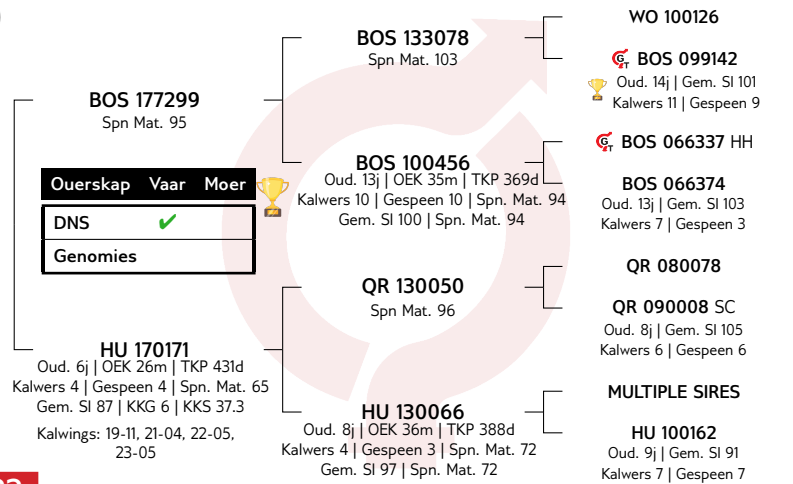 BOS 177299
Spn Mat. 95
Ouerskap Vaar Moer
DNS ✔
Genomies
HU 170171
Oud. 6j | OEK 26m | TKP 431d
Kalwers 4 | Gespeen 4 | Spn. Mat. 65
Gem. SI 87 | KKG 6 | KKS 37.3
Kalwings: 19-11, 21-04, 22-05,
23-05
BOS 133078
Spn Mat. 103
BOS 100456
Oud. 13j | OEK 35m | TKP 369d
Kalwers 10 | Gespeen 10 | Spn. Mat. 94
Gem. SI 100 | Spn. Mat. 94
QR 130050
Spn Mat. 96
HU 130066
Oud. 8j | OEK 36m | TKP 388d
Kalwers 4 | Gespeen 3 | Spn. Mat. 72
Gem. SI 97 | Spn. Mat. 72
WO 100126
GT BOS 099142
Oud. 14j | Gem. SI 101
Kalwers 11 | Gespeen 9
GT BOS 066337 HH
BOS 066374
Oud. 13j | Gem. SI 103
Kalwers 7 | Gespeen 3
QR 080078
QR 090008 SC
Oud. 8j | Gem. SI 105
Kalwers 6 | Gespeen 6
MULTIPLE SIRES
HU 100162
Oud. 9j | Gem. SI 91
Kalwers 7 | Gespeen 7